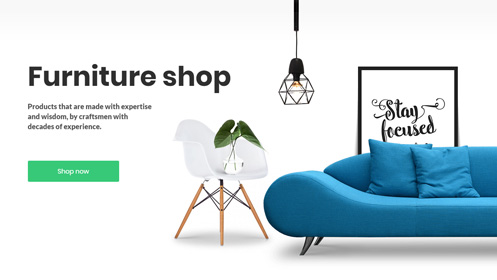 Furniture shop
Products that are made with expertise
and wisdom, by craftsmen with
decades of experience.
Shop now
Stay
focused